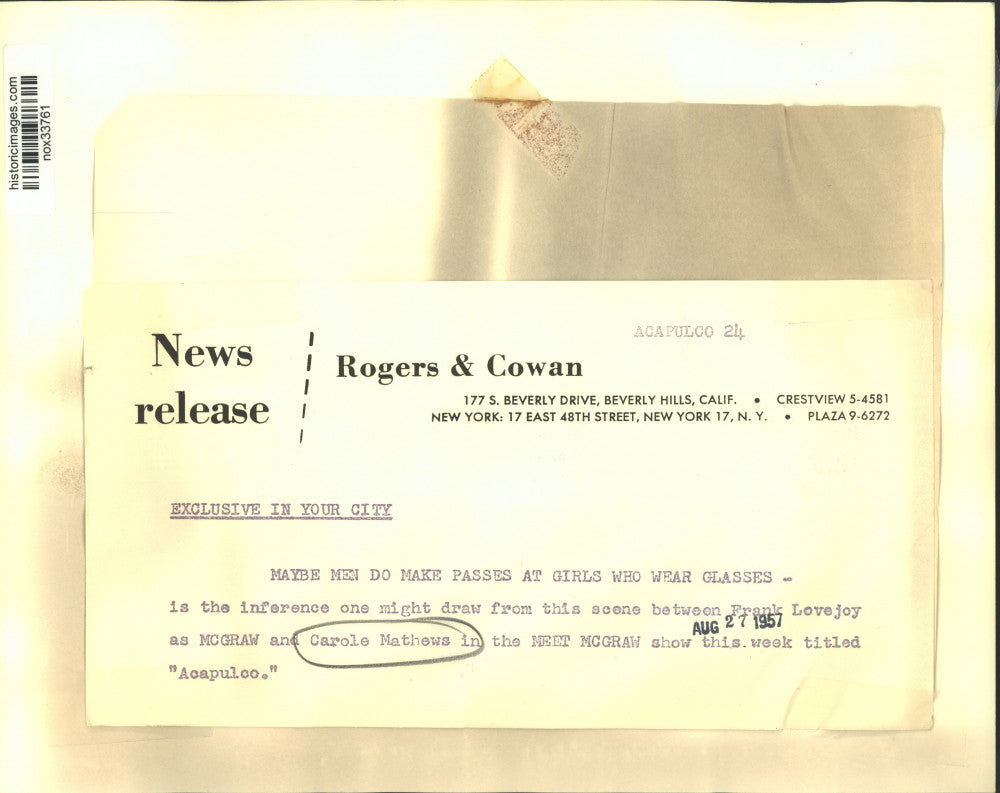 historicimages.com
nox33761
ACAPULCO 24
News
release
Rogers & Cowan
177 S. BEVERLY DRIVE, BEVERLY HILLS, CALIF. • CRESTVIEW 5-4581
NEW YORK: 17 EAST 48TH STREET, NEW YORK 17, N. Y. • PLAZA 9-6272
EXCLUSIVE IN YOUR CITY
MAYBE MEN DO MAKE PASSES AT GIRLS WHO WEAR GLASSES -
is the inference one might draw from this scene between Frank Lovejoy
AUG 27 1957
as MCGRAW and Carole Mathews in the MEET MCGRAW show this week titled
"Acapulco."